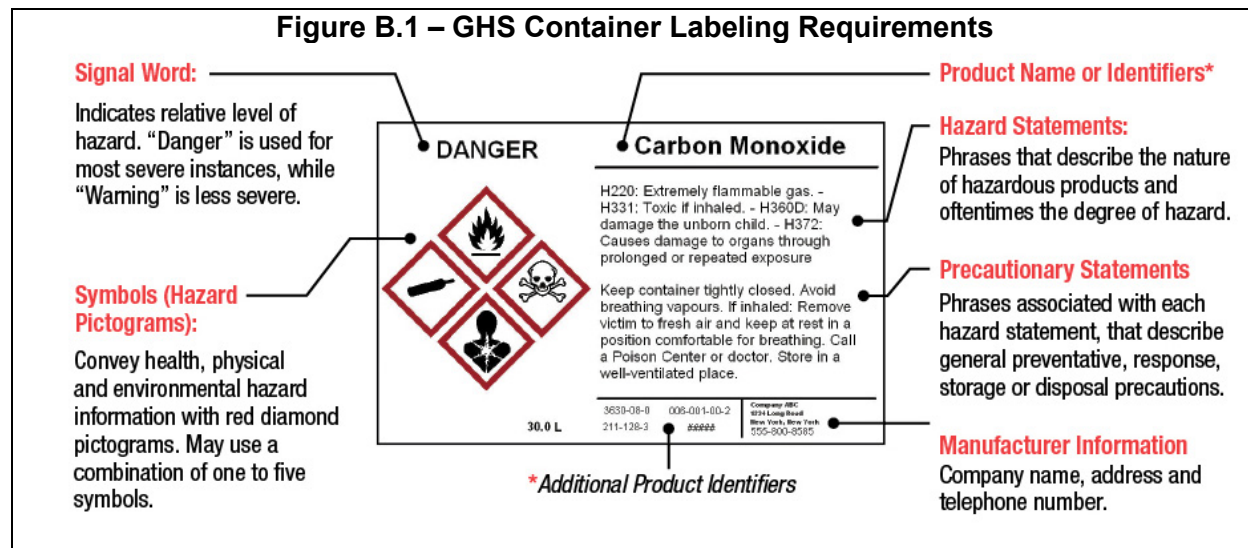 Figure B.1 – GHS Container Labeling Requirements
Signal Word:
Indicates relative level of
hazard. “Danger” is used for
most severe instances, while
“Warning” is less severe.
Symbols (Hazard
Pictograms):
Convey health, physical
and environmental hazard
information with red diamond
pictograms. May use a
combination of one to five
symbols.
DANGER
30.0 L
Carbon Monoxide
H220: Extremely flammable gas. -
H331: Toxic if inhaled. - H360D: May
damage the unborn child. - H372:
Causes damage to organs through
prolonged or repeated exposure
Keep container tightly closed. Avoid
breathing vapours. If inhaled: Remove
victim to fresh air and keep at rest in a
position comfortable for breathing. Call
a Poison Center or doctor. Store in a
well-ventilated place.
3630-08-0 006-001-00-2
211-128-3 #####
Company ABC
1234 Long Road
New York, New York
555-800-8585
*Additional Product Identifiers
Product Name or Identifiers*
Hazard Statements:
Phrases that describe the nature
of hazardous products and
oftentimes the degree of hazard.
Precautionary Statements
Phrases associated with each
hazard statement, that describe
general preventative, response,
storage or disposal precautions.
Manufacturer Information
Company name, address and
telephone number.